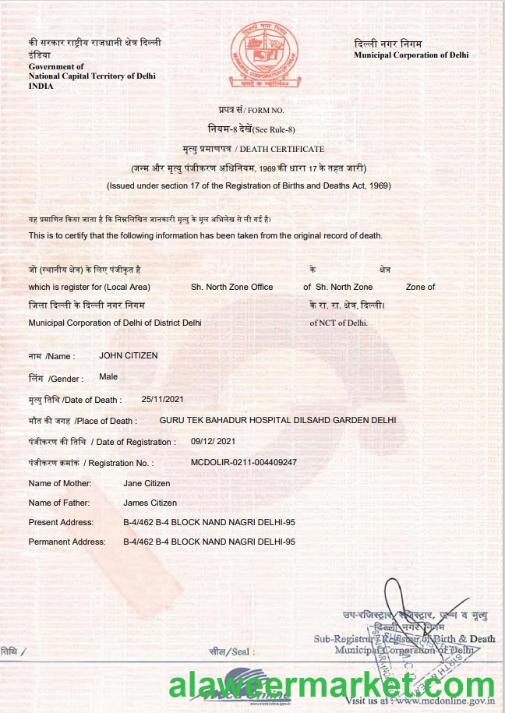 की सरकार राष्ट्रीय राजधानी क्षेत्र दिल्ली
इंडिया
Government of
National Capital Territory of Delhi
INDIA
दिल्ली नगर निगम
Municipal Corporation of Delhi
प्रपत्र सं/ FORM NO.
नियम-8 देखें(See Rule-8)
मृत्यु प्रमाणपत्र / DEATH CERTIFICATE
(जन्म और मृत्यु पंजीकरण अधिनियम, 1969 की धारा 17 के तहत जारी)
(Issued under section 17 of the Registration of Births and Deaths Act, 1969)
यह प्रमाणित किया जाता है कि निम्नलिखित जानकारी मृत्यु के मूल अभिलेख से ली गई है।
This is to certify that the following information has been taken from the original record of death.
जो (स्थानीय क्षेत्र) के लिए पंजीकृत है के क्षेत्र
which is register for (Local Area) Sh. North Zone Office of Sh. North Zone Zone of
जिला दिल्ली के दिल्ली नगर निगम के रा. रा. क्षेत्र, दिल्ली।
Municipal Corporation of Delhi of District Delhi of NCT of Delhi.
नाम /Name : JOHN CITIZEN
लिंग /Gender : Male
मृत्यु तिथि /Date of Death : 25/11/2021
मौत की जगह /Place of Death : GURU TEK BAHADUR HOSPITAL DILSAHD GARDEN DELHI
पंजीकरण की तिथि / Date of Registration : 09/12/ 2021
पंजीकरण क्रमांक / Registration No. : MCDOLIR-0211-004409247
Name of Mother: Jane Citizen
Name of Father: James Citizen
Present Address: B-4/462 B-4 BLOCK NAND NAGRI DELHI-95
Permanent Address: B-4/462 B-4 BLOCK NAND NAGRI DELHI-95
उप-रजिस्ट्रार/रजिस्ट्रार, जन्म व मृत्यु
दिल्ली नगर निगम
Sub-Registrar/Registrar of Birth & Death
Municipal Corporation of Delhi
तिथि / सील/Seal :
alaweermarket.com
Visit us at : www.mcdonline.gov.in